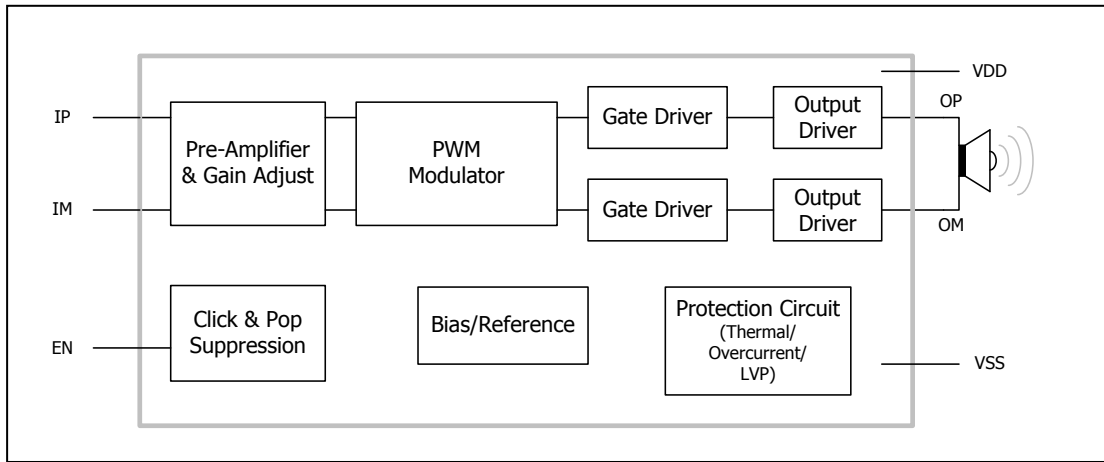 VDD
IP
Pre-Amplifier
& Gain Adjust
PWM
Modulator
Gate Driver
Output
Driver
OP
IM
Gate Driver
Output
Driver
OM
EN
Click & Pop
Suppression
Bias/Reference
Protection Circuit
(Thermal/
Overcurrent/
LVP)
VSS